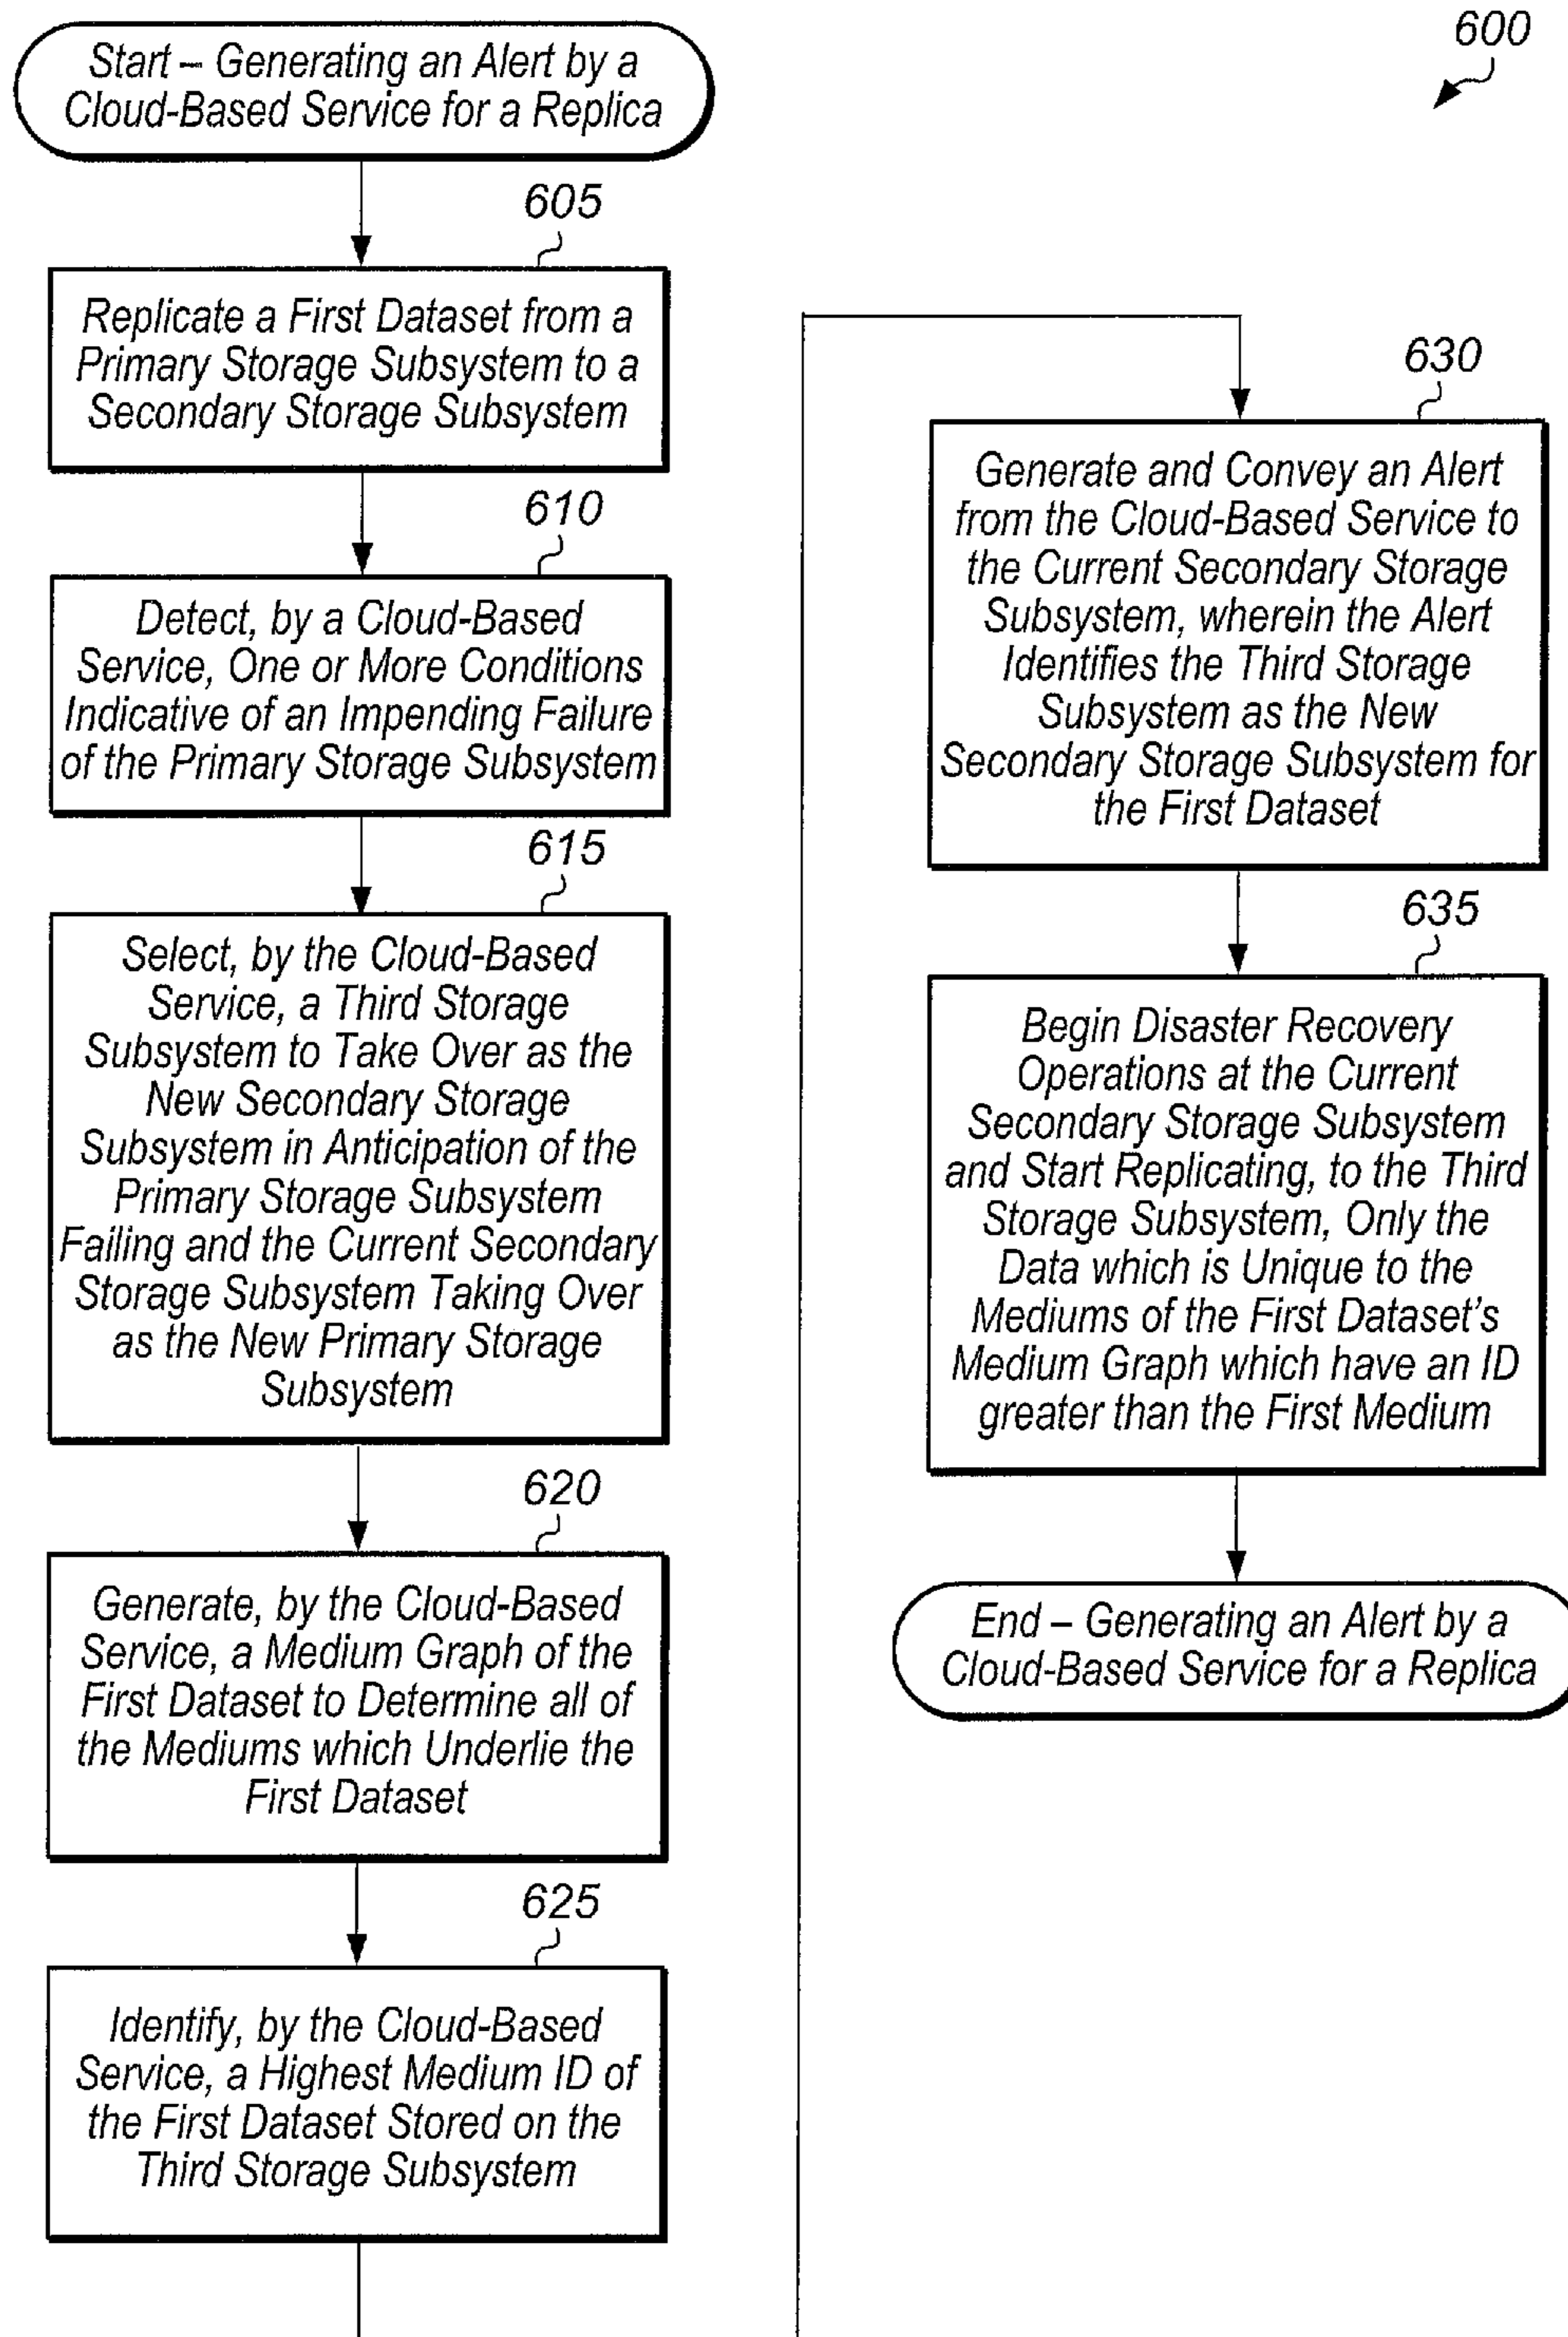 600
Start – Generating an Alert by a
Cloud-Based Service for a Replica
605
Replicate a First Dataset from a
Primary Storage Subsystem to a
Secondary Storage Subsystem
610
Detect, by a Cloud-Based
Service, One or More Conditions
Indicative of an Impending Failure
of the Primary Storage Subsystem
615
Select, by the Cloud-Based
Service, a Third Storage
Subsystem to Take Over as the
New Secondary Storage
Subsystem in Anticipation of the
Primary Storage Subsystem
Failing and the Current Secondary
Storage Subsystem Taking Over
as the New Primary Storage
Subsystem
620
Generate, by the Cloud-Based
Service, a Medium Graph of the
First Dataset to Determine all of
the Mediums which Underlie the
First Dataset
625
Identify, by the Cloud-Based
Service, a Highest Medium ID of
the First Dataset Stored on the
Third Storage Subsystem
630
Generate and Convey an Alert
from the Cloud-Based Service to
the Current Secondary Storage
Subsystem, wherein the Alert
Identifies the Third Storage
Subsystem as the New
Secondary Storage Subsystem for
the First Dataset
635
Begin Disaster Recovery
Operations at the Current
Secondary Storage Subsystem
and Start Replicating, to the Third
Storage Subsystem, Only the
Data which is Unique to the
Mediums of the First Dataset's
Medium Graph which have an ID
greater than the First Medium
End – Generating an Alert by a
Cloud-Based Service for a Replica